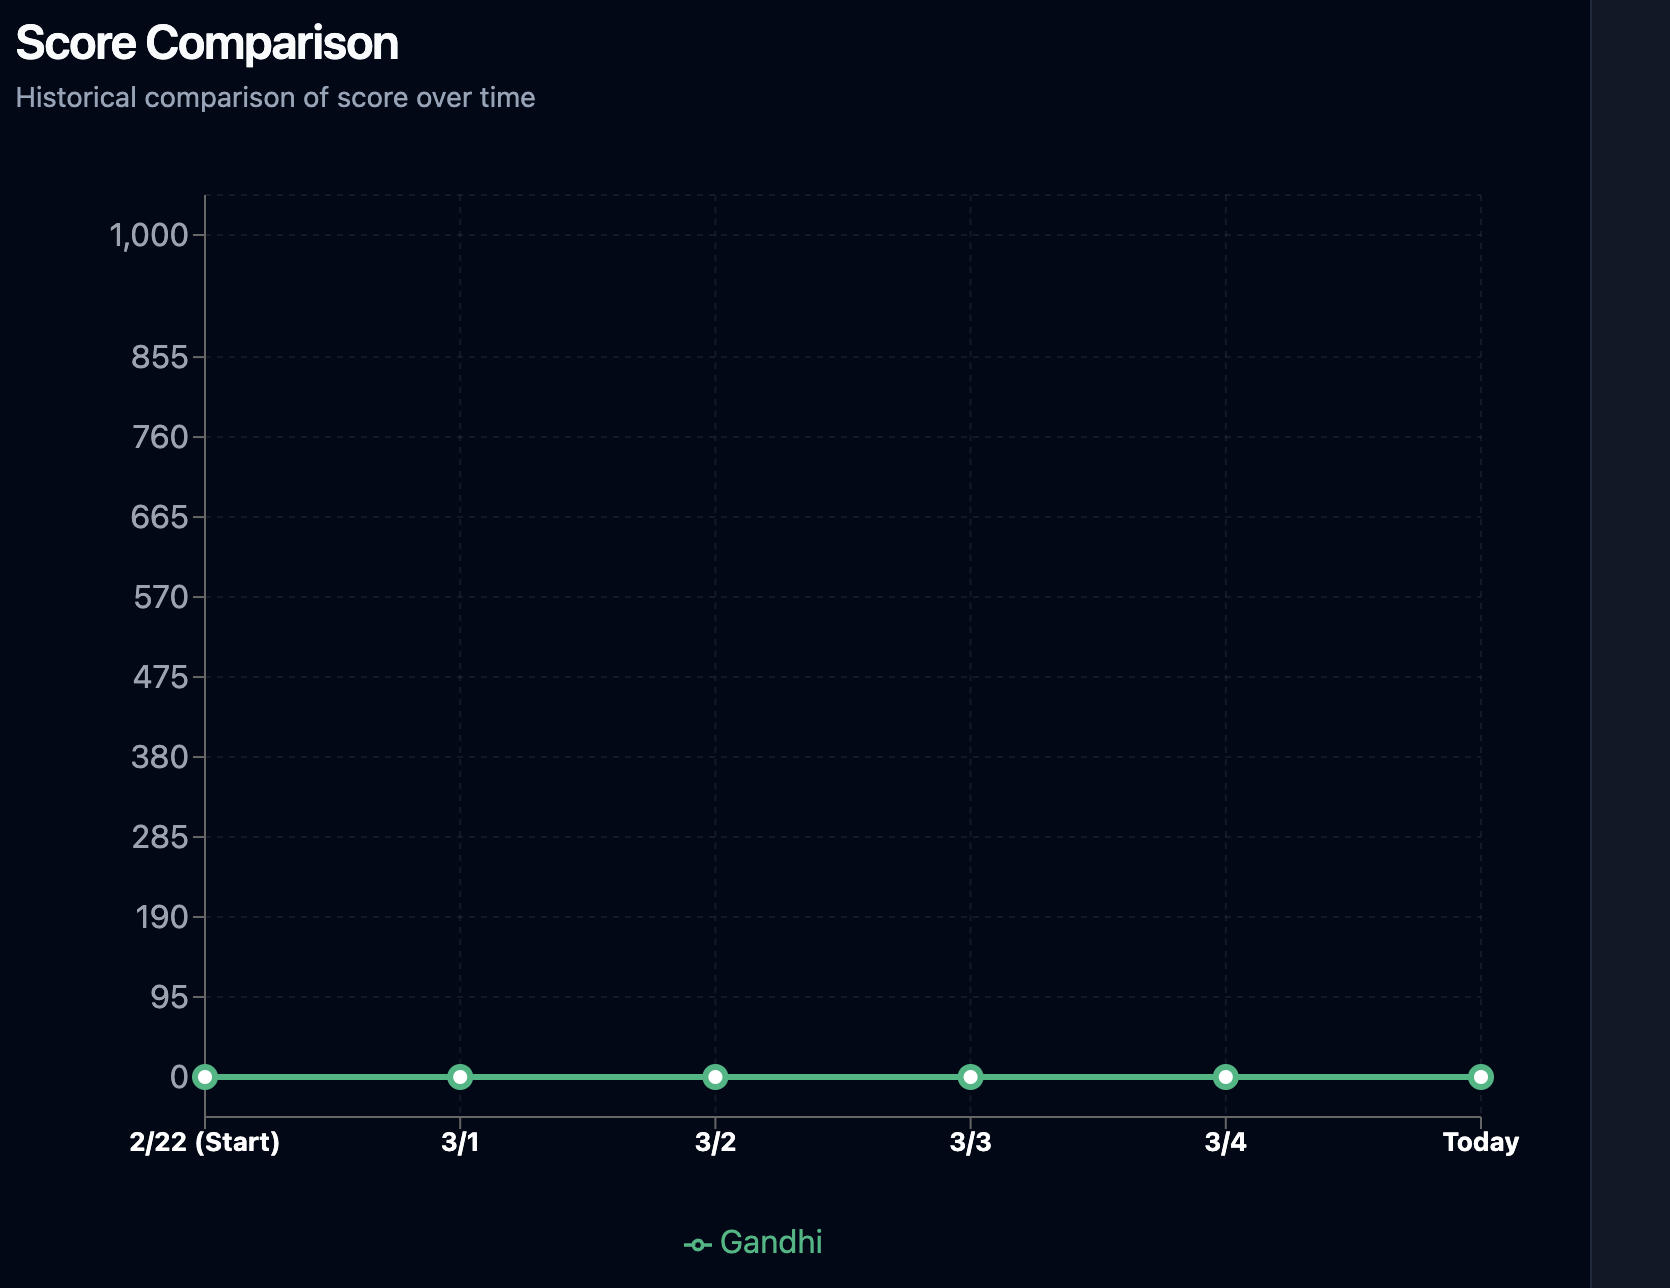 Score Comparison
Historical comparison of score over time
1,000
855
760
665
570
475
380
285
190
95
0
2/22 (Start) 3/1 3/2 3/3 3/4 Today
Gandhi